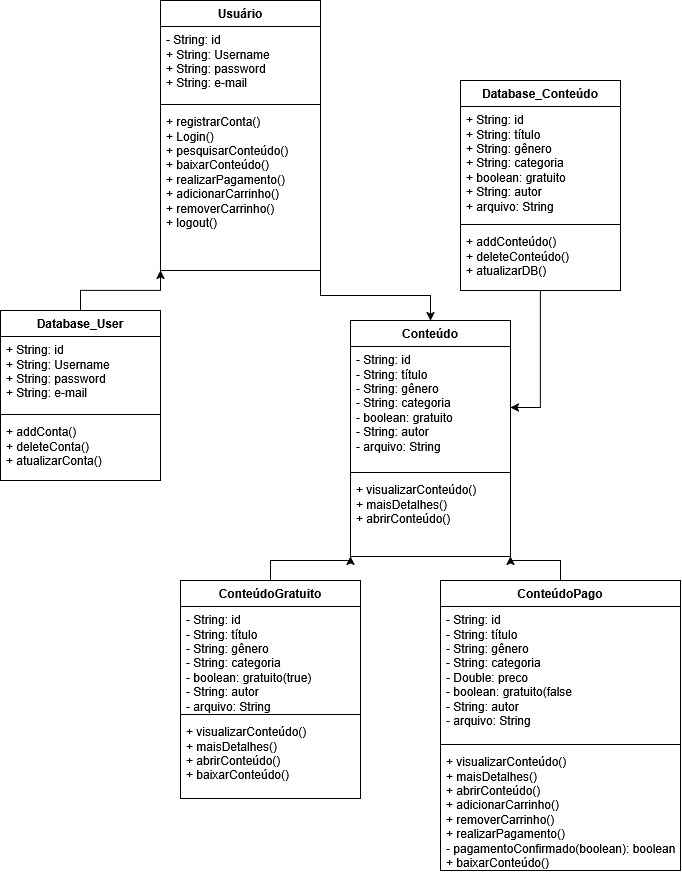 Usuário
- String: id
+ String: Username
+ String: password
+ String: e-mail
+ registrarConta()
+ Login()
+ pesquisarConteúdo()
+ baixarConteúdo()
+ realizarPagamento()
+ adicionarCarrinho()
+ removerCarrinho()
+ logout()
Database_Conteúdo
+ String: id
+ String: título
+ String: gênero
+ String: categoria
+ boolean: gratuito
+ String: autor
+ arquivo: String
+ addConteúdo()
+ deleteConteúdo()
+ atualizarDB()
Database_User
+ String: id
+ String: Username
+ String: password
+ String: e-mail
+ addConta()
+ deleteConta()
+ atualizarConta()
Conteúdo
- String: id
- String: título
- String: gênero
- String: categoria
- boolean: gratuito
- String: autor
- arquivo: String
+ visualizarConteúdo()
+ maisDetalhes()
+ abrirConteúdo()
ConteúdoGratuito
- String: id
- String: título
- String: gênero
- String: categoria
- boolean: gratuito(true)
- String: autor
- arquivo: String
+ visualizarConteúdo()
+ maisDetalhes()
+ abrirConteúdo()
+ baixarConteúdo()
ConteúdoPago
- String: id
- String: título
- String: gênero
- String: categoria
- Double: preco
- boolean: gratuito(false
- String: autor
- arquivo: String
+ visualizarConteúdo()
+ maisDetalhes()
+ abrirConteúdo()
+ adicionarCarrinho()
+ removerCarrinho()
+ realizarPagamento()
- pagamentoConfirmado(boolean): boolean
+ baixarConteúdo()